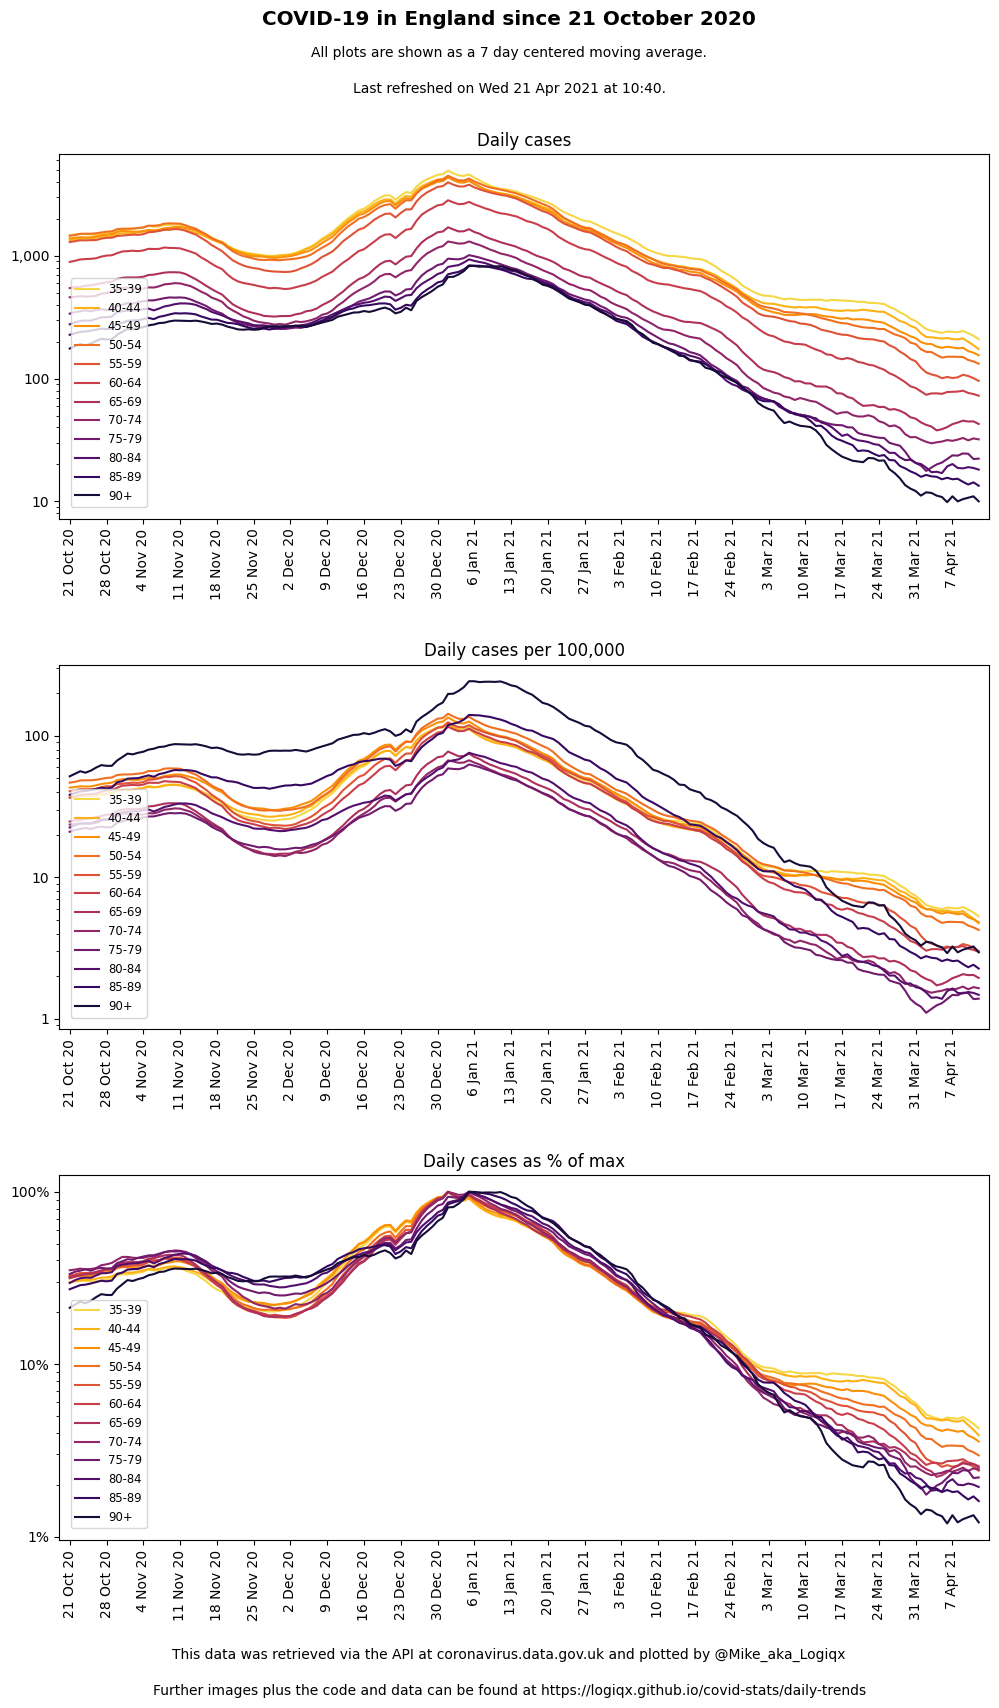 COVID-19 in England since 21 October 2020
All plots are shown as a 7 day centered moving average.
Last refreshed on Wed 21 Apr 2021 at 10:40.
Daily cases
1,000
100
10
35-39
40-44
45-49
50-54
55-59
60-64
65-69
70-74
75-79
80-84
85-89
90+
21 Oct 20
28 Oct 20
4 Nov 20
11 Nov 20
18 Nov 20
25 Nov 20
2 Dec 20
9 Dec 20
16 Dec 20
23 Dec 20
30 Dec 20
6 Jan 21
13 Jan 21
20 Jan 21
27 Jan 21
3 Feb 21
10 Feb 21
17 Feb 21
24 Feb 21
3 Mar 21
10 Mar 21
17 Mar 21
24 Mar 21
31 Mar 21
7 Apr 21
Daily cases per 100,000
100
10
1
35-39
40-44
45-49
50-54
55-59
60-64
65-69
70-74
75-79
80-84
85-89
90+
21 Oct 20
28 Oct 20
4 Nov 20
11 Nov 20
18 Nov 20
25 Nov 20
2 Dec 20
9 Dec 20
16 Dec 20
23 Dec 20
30 Dec 20
6 Jan 21
13 Jan 21
20 Jan 21
27 Jan 21
3 Feb 21
10 Feb 21
17 Feb 21
24 Feb 21
3 Mar 21
10 Mar 21
17 Mar 21
24 Mar 21
31 Mar 21
7 Apr 21
Daily cases as % of max
100%
10%
1%
35-39
40-44
45-49
50-54
55-59
60-64
65-69
70-74
75-79
80-84
85-89
90+
21 Oct 20
28 Oct 20
4 Nov 20
11 Nov 20
18 Nov 20
25 Nov 20
2 Dec 20
9 Dec 20
16 Dec 20
23 Dec 20
30 Dec 20
6 Jan 21
13 Jan 21
20 Jan 21
27 Jan 21
3 Feb 21
10 Feb 21
17 Feb 21
24 Feb 21
3 Mar 21
10 Mar 21
17 Mar 21
24 Mar 21
31 Mar 21
7 Apr 21
This data was retrieved via the API at coronavirus.data.gov.uk and plotted by @Mike_aka_Logiqx
Further images plus the code and data can be found at https://logiqx.github.io/covid-stats/daily-trends